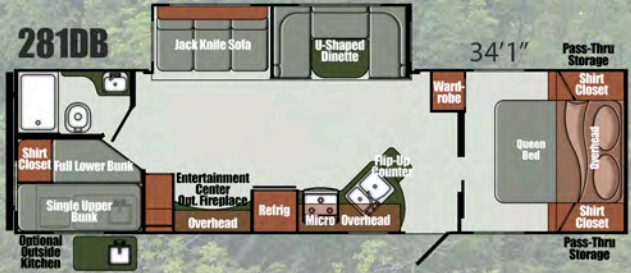 281DB
Jack Knife Sofa
U-Shaped
Dinette
34'1"
Pass-Thru
Storage
Ward-
robe
Shirt
Closet
Queen
Bed
Overhead
Shirt
Closet
Full Lower Bunk
Single Upper
Bunk
Entertainment
Center
Opt. Fireplace
Overhead
Refrig
Micro
Overhead
Flip-Up
Counter
Shirt
Closet
Pass-Thru
Storage
Optional
Outside
Kitchen